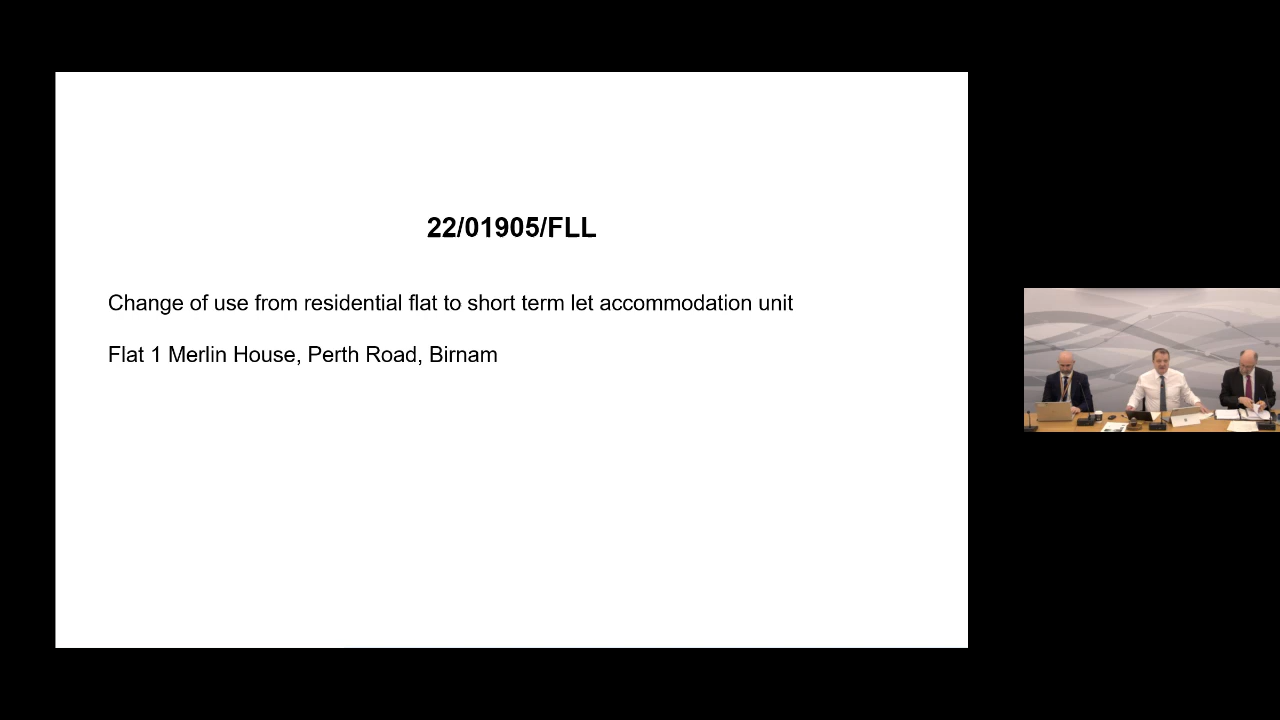 22/01905/FLL
Change of use from residential flat to short term let accommodation unit
Flat 1 Merlin House, Perth Road, Birnam